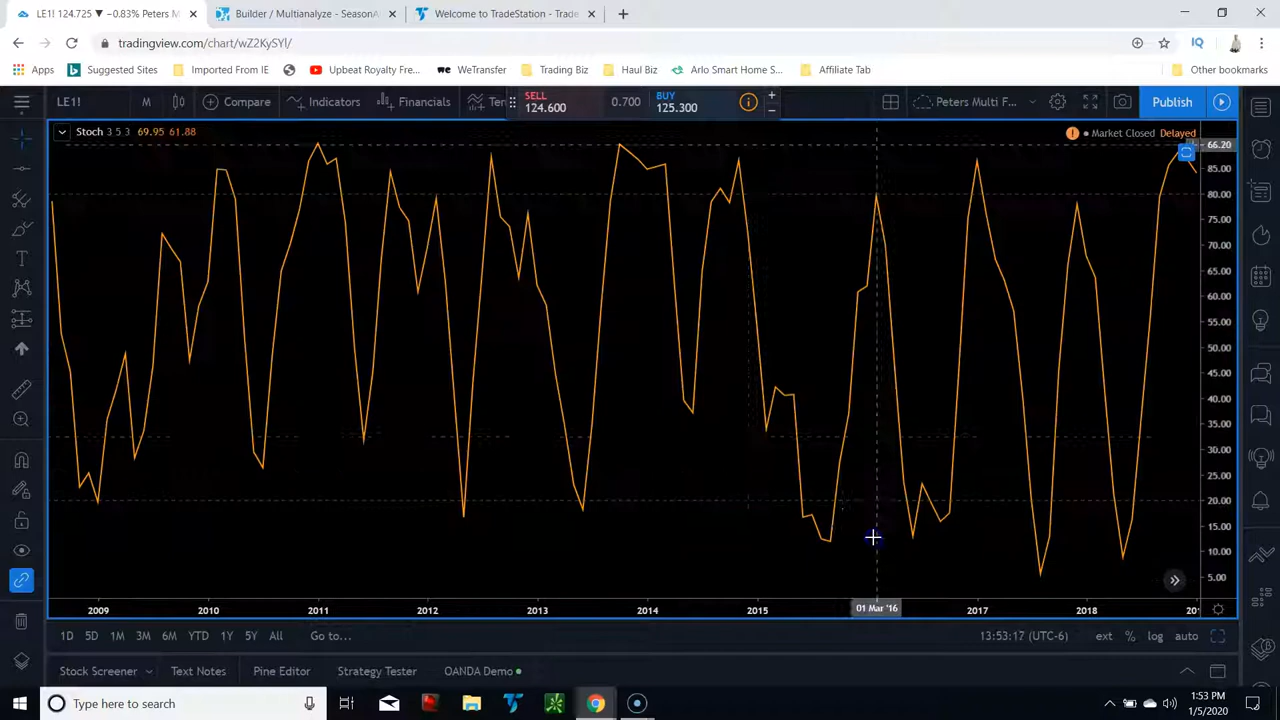 LE1! 124.725 ▼ −0.83% Peters M
Builder / Multianalyze - SeasonA
Welcome to TradeStation - Trade
tradingview.com/chart/wZ2KySYl/
Apps
Suggested Sites
Imported From IE
Upbeat Royalty Fre...
WeTransfer
Trading Biz
Haul Biz
Arlo Smart Home S...
Affiliate Tab
Other bookmarks
LE1!
M
Compare
Indicators
Financials
Ten
SELL
124.600
0.700
BUY
125.300
Peters Multi F...
Publish
Stoch 3 5 3 69.95 61.88
Market Closed Delayed
66.20
85.00
80.00
75.00
70.00
65.00
60.00
55.00
50.00
45.00
40.00
35.00
30.00
25.00
20.00
15.00
10.00
5.00
2009 2010 2011 2012 2013 2014 2015 01 Mar '16 2017 2018 201
1D 5D 1M 3M 6M YTD 1Y 5Y All Go to...
13:53:17 (UTC-6) ext % log auto
Stock Screener Text Notes Pine Editor Strategy Tester OANDA Demo
Type here to search
1:53 PM
1/5/2020